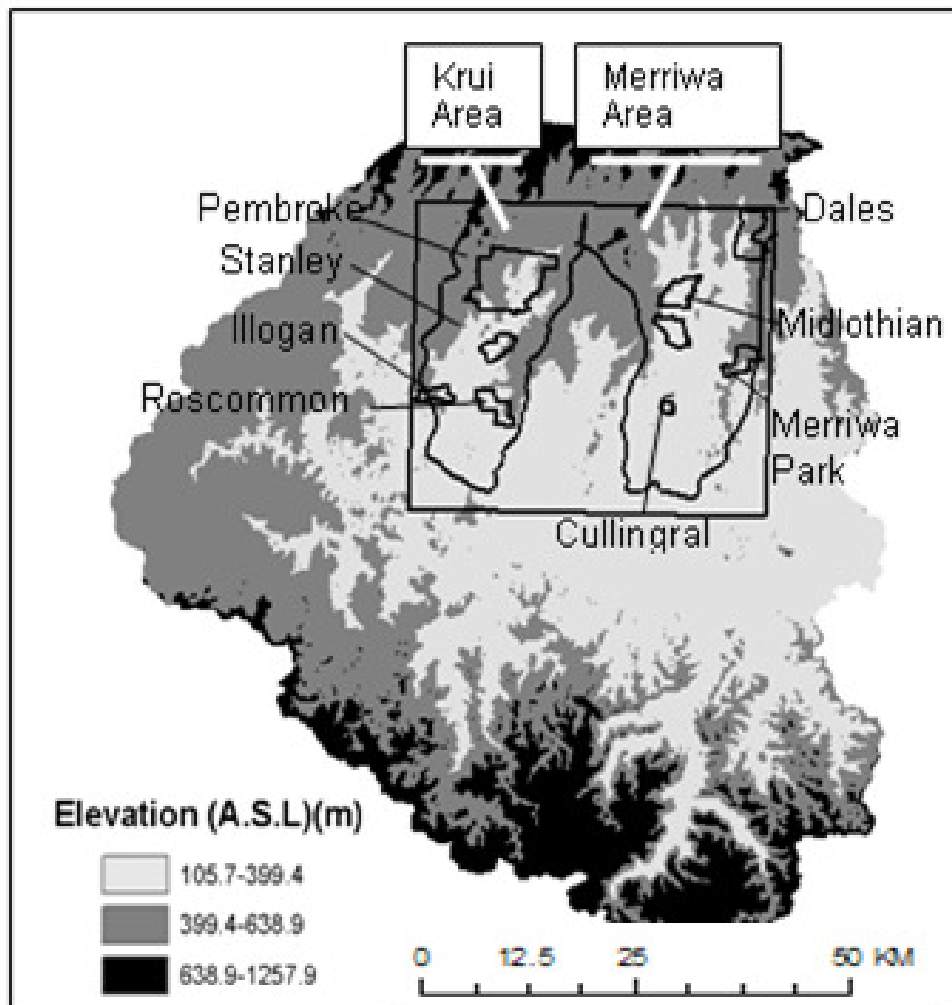 Krui
Area
Merriwa
Area
Pembroke
Dales
Stanley
Illogan
Midlothian
Roscommon
Merriwa
Park
Cullingral
Elevation (A.S.L)(m)
105.7-399.4
399.4-638.9
638.9-1257.9
0 12.5 25 50 KM